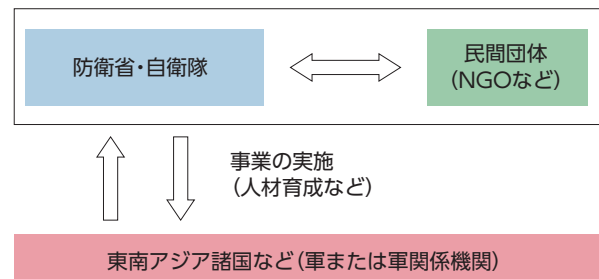 防衛省・自衛隊
民間団体
(NGOなど)
事業の実施
(人材育成など)
東南アジア諸国など(軍または軍関係機関)